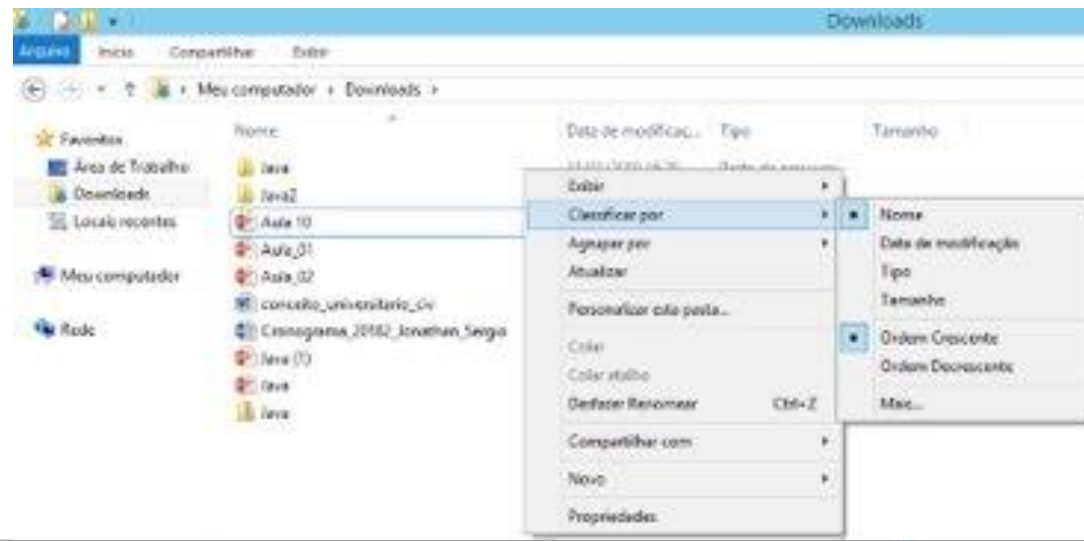 Downloads
Arquivo Início Compartilhar Exibir
Meu computador Downloads
Favoritos
Área de Trabalho
Downloads
Locais recentes
Meu computador
Rede
Nome Data de modificaç... Tipo Tamanho
Java
Java2
Aula 10
Aula_01
Aula_02
conceito_universitario_civ
Cronograma_20182_Jonathan_Sergio
Java (1)
Java
Java
Exibir
Classificar por
Agrupar por
Atualizar
Personalizar esta pasta...
Colar
Colar atalho
Desfazer Renomear Ctrl+Z
Compartilhar com
Novo
Propriedades
Nome
Data de modificação
Tipo
Tamanho
Ordem Crescente
Ordem Decrescente
Mais...